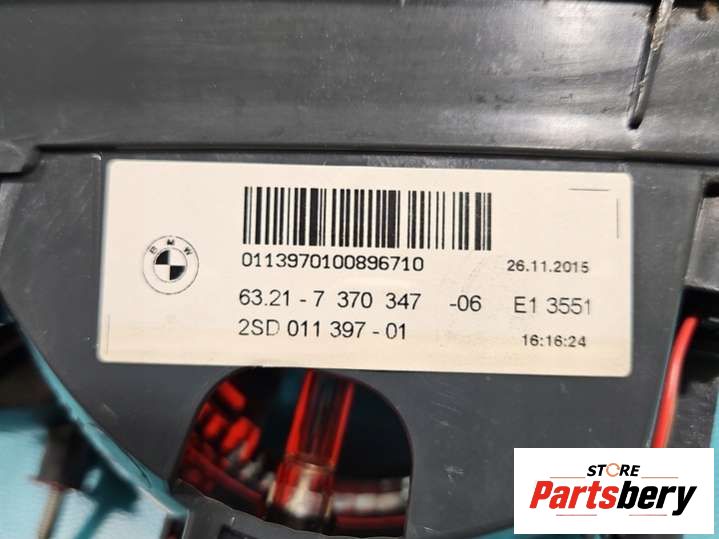 BMW
0113970100896710
26.11.2015
63.21 - 7 370 347 -06 E1 3551
2SD 011 397 - 01
16:16:24
STORE
Partsbery